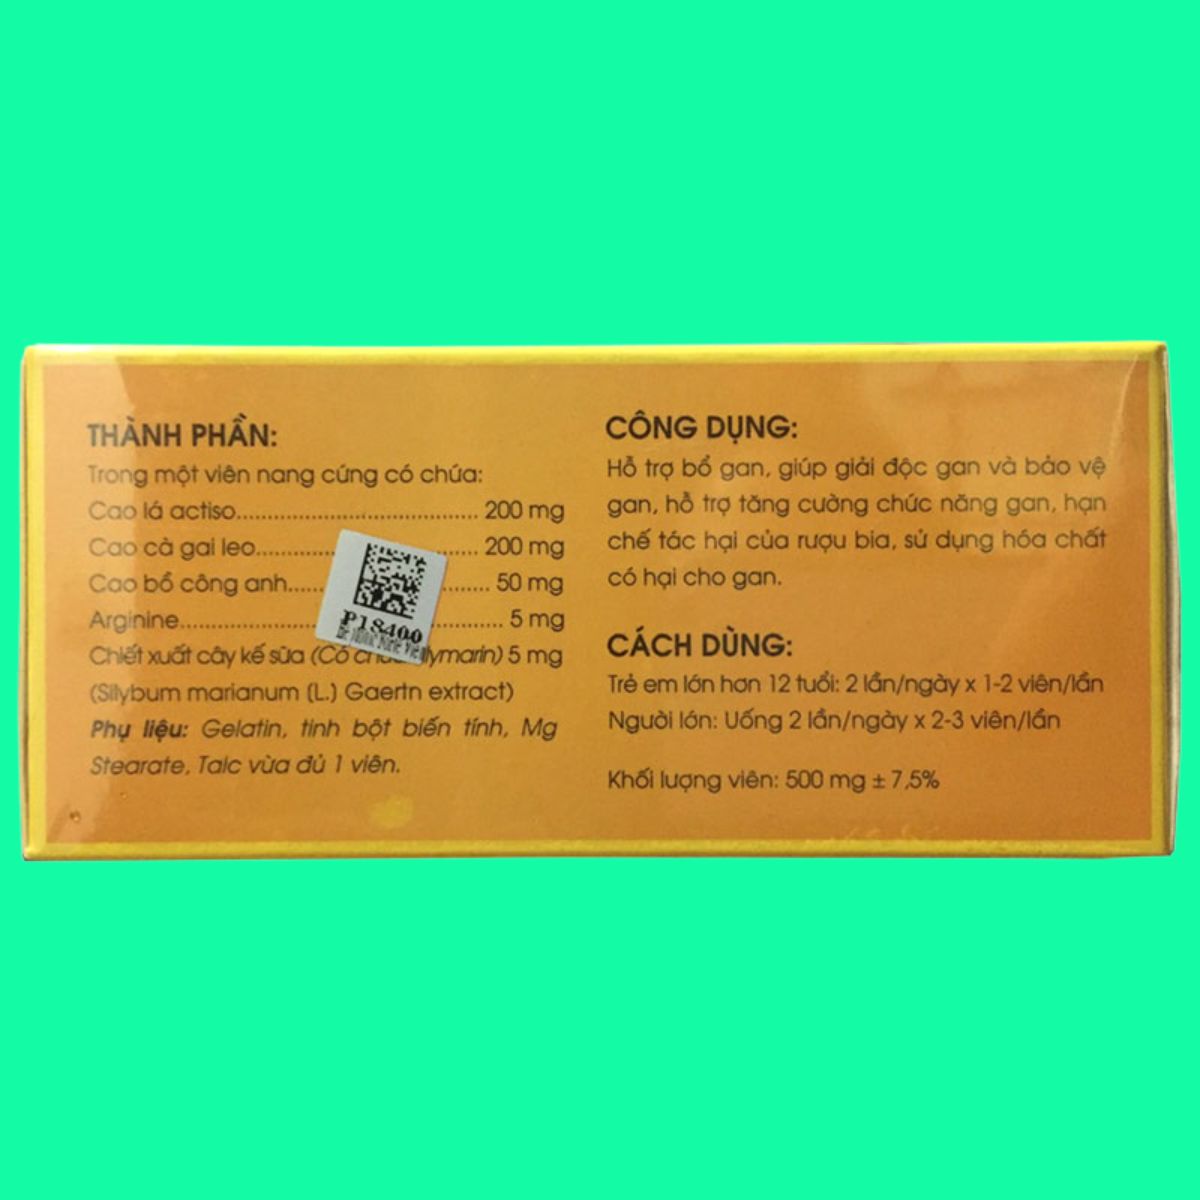 THÀNH PHẦN:
Trong một viên nang cứng có chứa:
Cao lá actiso.................................... 200 mg
Cao cà gai leo............ 200 mg
Cao bồ công anh...... 50 mg
Arginine.................... 5 mg
Chiết xuất cây kế sữa (Có 5 mg
(Sillybum marianum (L.) Gaertn extract)
Phụ liệu: Gelatin, tinh bột biến tính, Mg
Stearate, Talc vừa đủ 1 viên.
P18400
CÔNG DỤNG:
Hỗ trợ bổ gan, giúp giải độc gan và bảo vệ
gan, hỗ trợ tăng cường chức năng gan, hạn
chế tác hại của rượu bia, sử dụng hóa chất
có hại cho gan.
CÁCH DÙNG:
Trẻ em lớn hơn 12 tuổi: 2 lần/ngày x 1-2 viên/lần
Người lớn: Uống 2 lần/ngày x 2-3 viên/lần
Khối lượng viên: 500 mg ± 7,5%